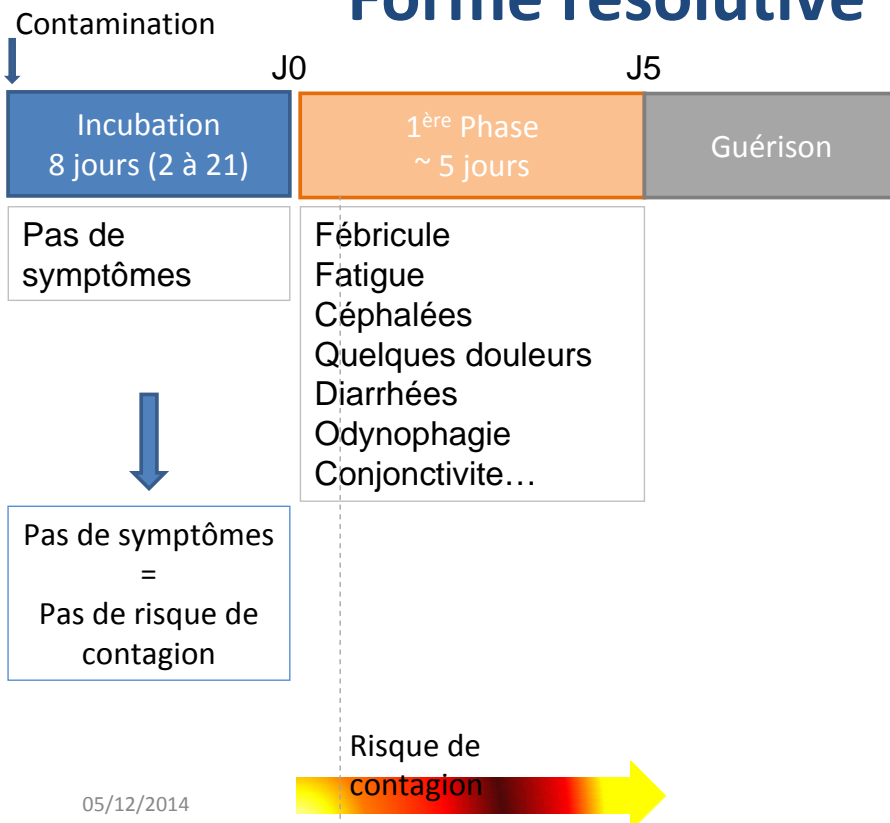 Forme résolutive
Contamination
J0
J5
Incubation
8 jours (2 à 21)
1ère Phase
~ 5 jours
Guérison
Pas de
symptômes
Fébricule
Fatigue
Céphalées
Quelques douleurs
Diarrhées
Odynophagie
Conjonctivite…
Pas de symptômes
=
Pas de risque de
contagion
Risque de
contagion
05/12/2014